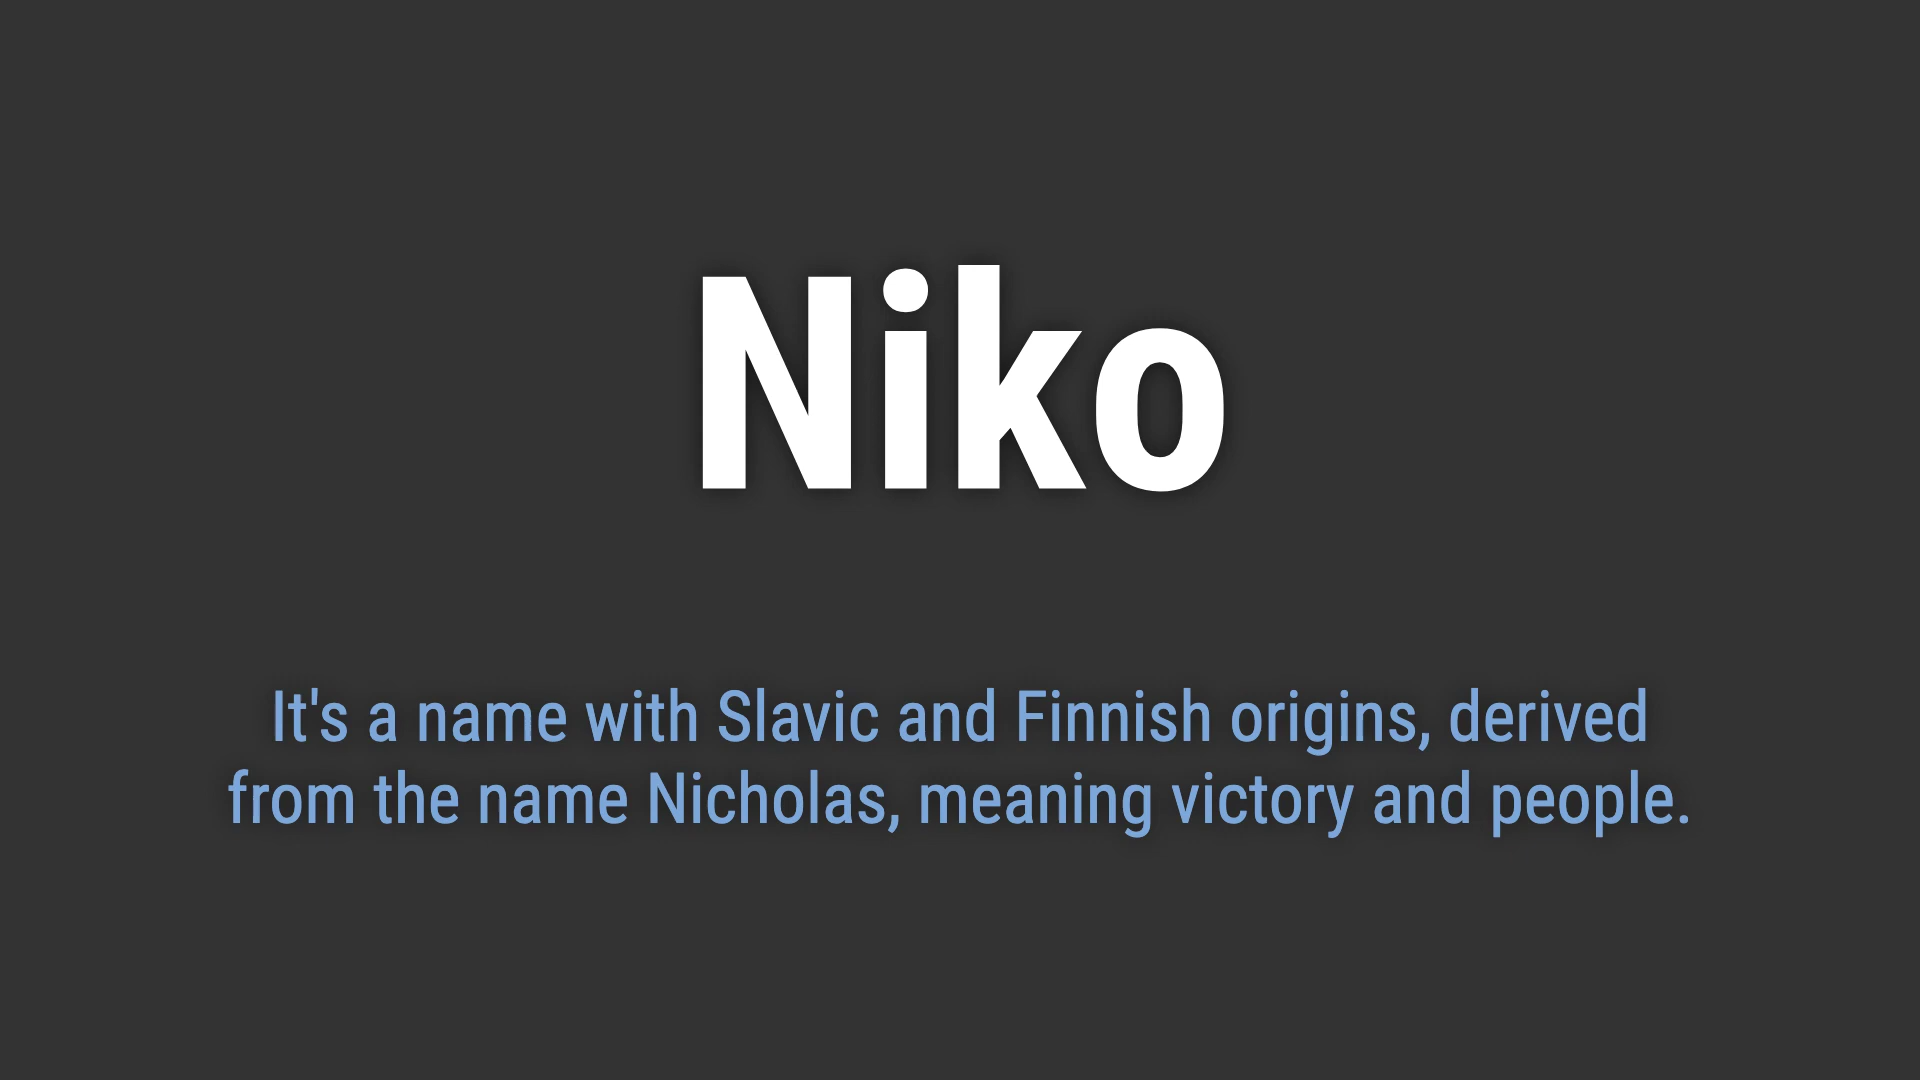 Niko
It's a name with Slavic and Finnish origins, derived
from the name Nicholas, meaning victory and people.